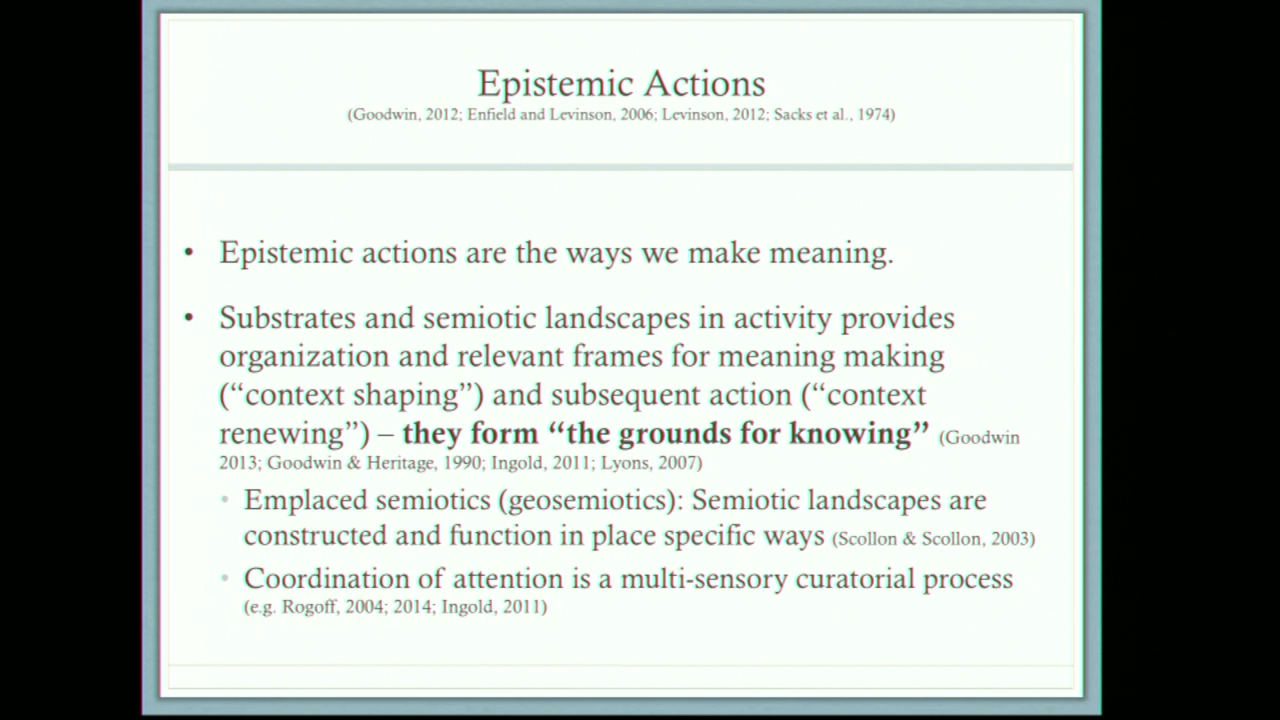 Epistemic Actions
(Goodwin, 2012; Enfield and Levinson, 2006; Levinson, 2012; Sacks et al., 1974)
• Epistemic actions are the ways we make meaning.
• Substrates and semiotic landscapes in activity provides
organization and relevant frames for meaning making
(“context shaping”) and subsequent action (“context
renewing”) – they form “the grounds for knowing” (Goodwin
2013; Goodwin & Heritage, 1990; Ingold, 2011; Lyons, 2007)
• Emplaced semiotics (geosemiotics): Semiotic landscapes are
constructed and function in place specific ways (Scollon & Scollon, 2003)
• Coordination of attention is a multi-sensory curatorial process
(e.g. Rogoff, 2004; 2014; Ingold, 2011)